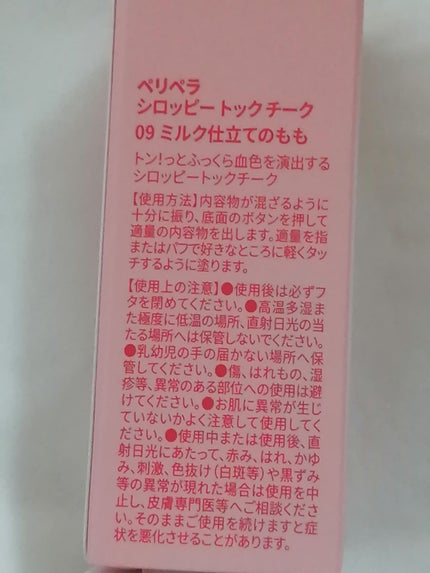 ペリペラ
シロッピートックチーク
09 ミルク仕立てのもも
トン!っとふっくら血色を演出する
シロッピートックチーク
【使用方法】内容物が混ざるように
十分に振り、底面のボタンを押して
適量の内容物を出します。適量を指
またはパフで好きなところに軽くタッ
チするように塗ります。
【使用上の注意】●使用後は必ずフ
タを閉めてください。●高温多湿ま
た極度に低温の場所、直射日光の当
たる場所へは保管しないでください。
●乳幼児の手の届かない場所へ保
管してください。●傷、はれもの、湿
疹等、異常のある部位への使用は避
けてください。●お肌に異常が生じ
ていないかよく注意して使用してく
ださい。●使用中または使用後、直
射日光にあたって、赤み、はれ、かゆ
み、刺激、色抜け(白斑等)や黒ずみ
等の異常が現れた場合は使用を中
止し、皮膚専門医等へご相談くださ
い。そのままご使用を続けますと症
状を悪化させることがあります。